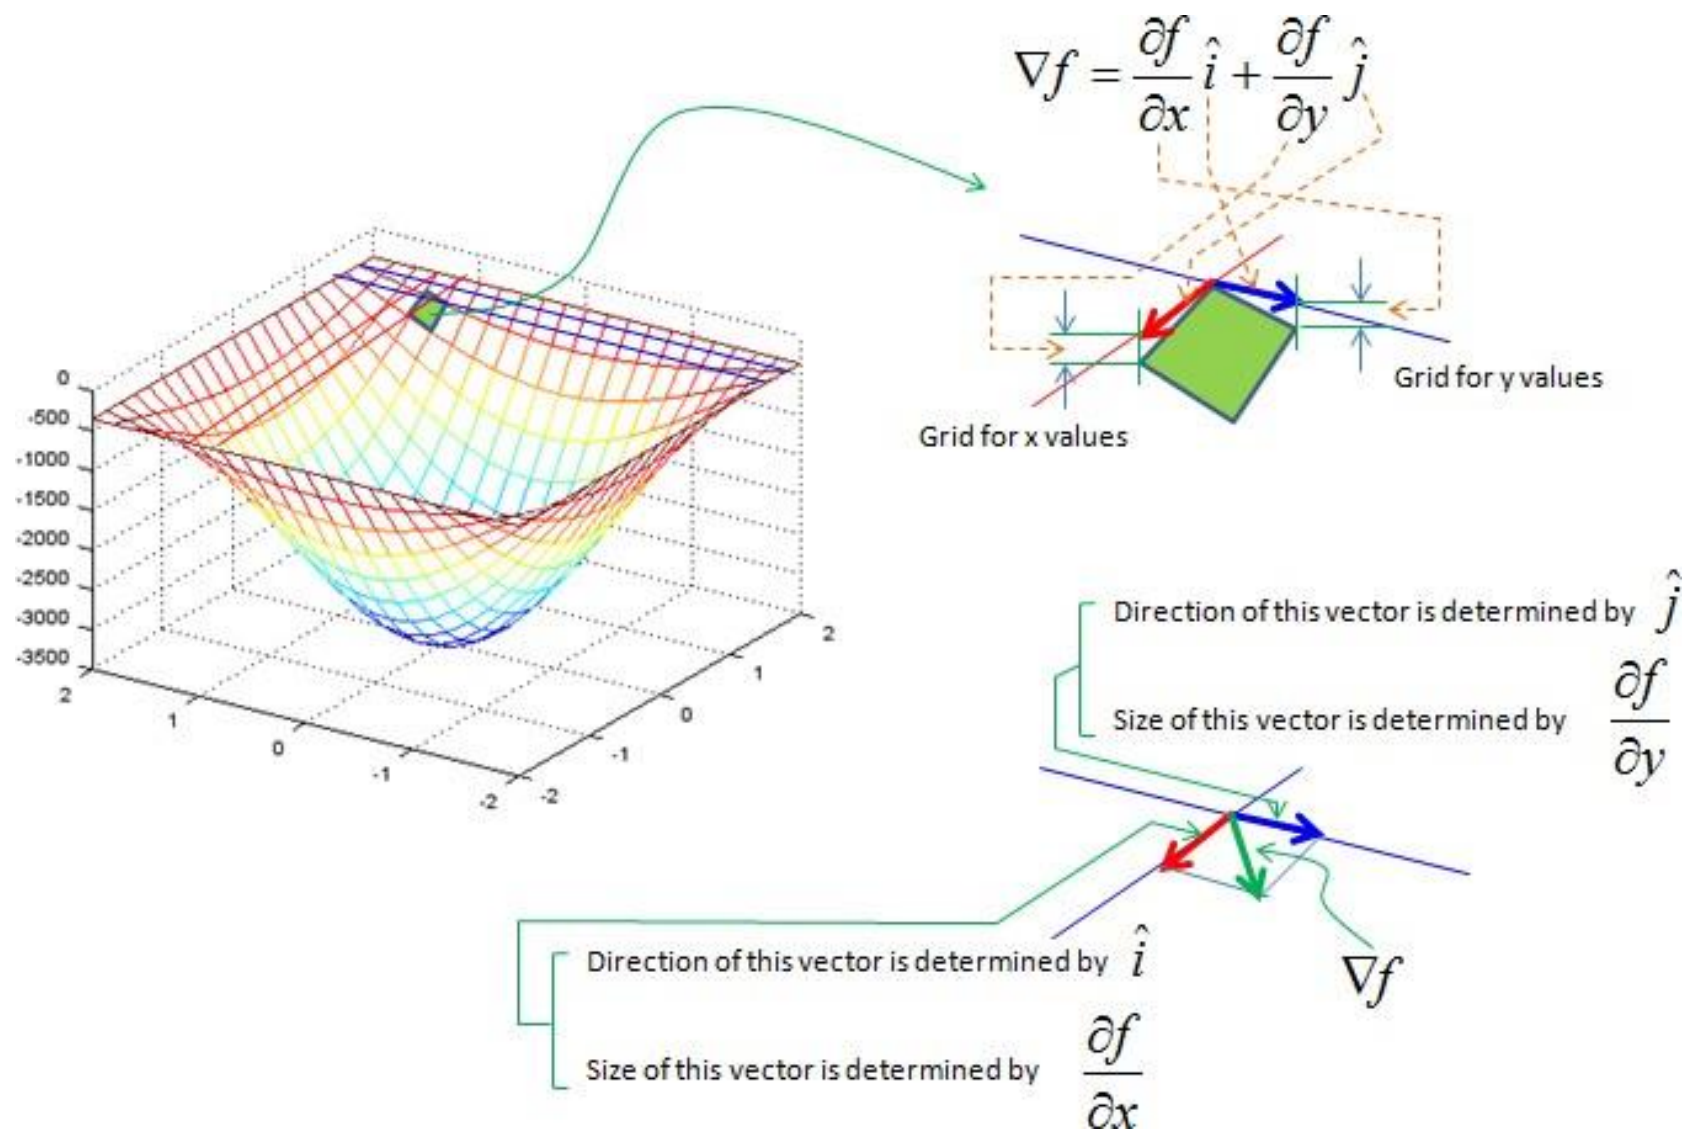 ∇f = ∂f/∂x î + ∂f/∂y ĵ
Grid for y values
Grid for x values
0
-500
-1000
-1500
-2000
-2500
-3000
-3500
2
1
0
-1
-2
-2
-1
0
1
2
Direction of this vector is determined by ĵ
Size of this vector is determined by ∂f/∂y
Direction of this vector is determined by î
Size of this vector is determined by ∂f/∂x
∇f